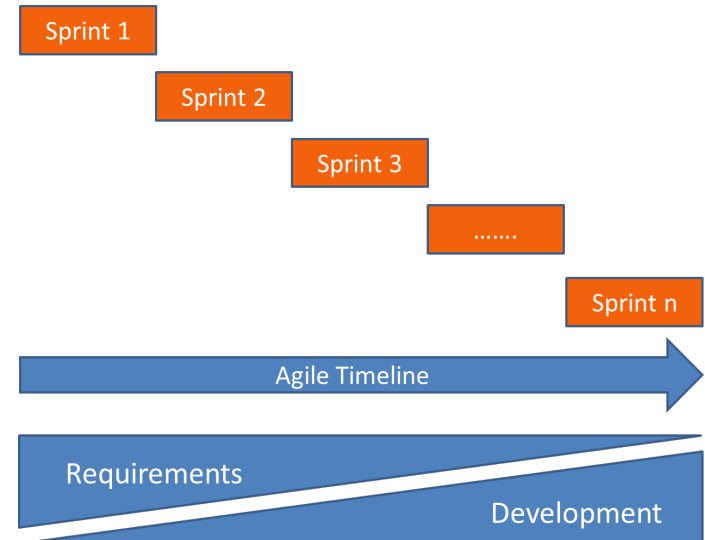 Sprint 1
Sprint 2
Sprint 3
.......
Sprint n
Agile Timeline
Requirements
Development